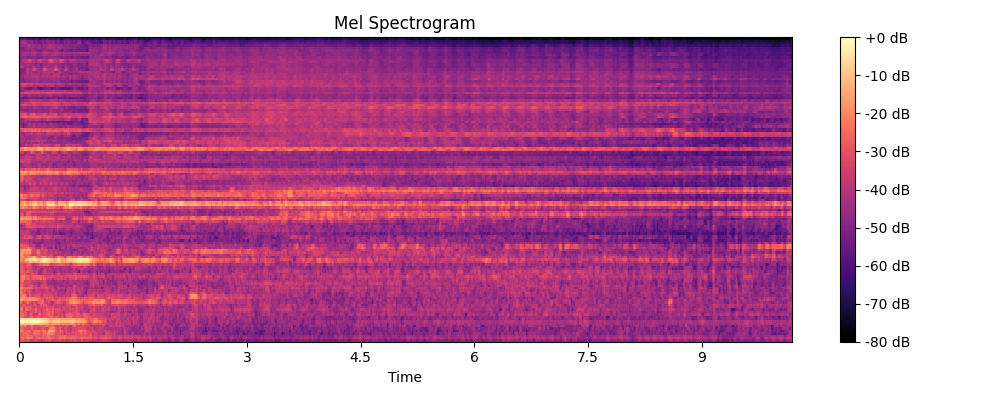 Mel Spectrogram
+0 dB
-10 dB
-20 dB
-30 dB
-40 dB
-50 dB
-60 dB
-70 dB
-80 dB
0 1.5 3 4.5 6 7.5 9
Time